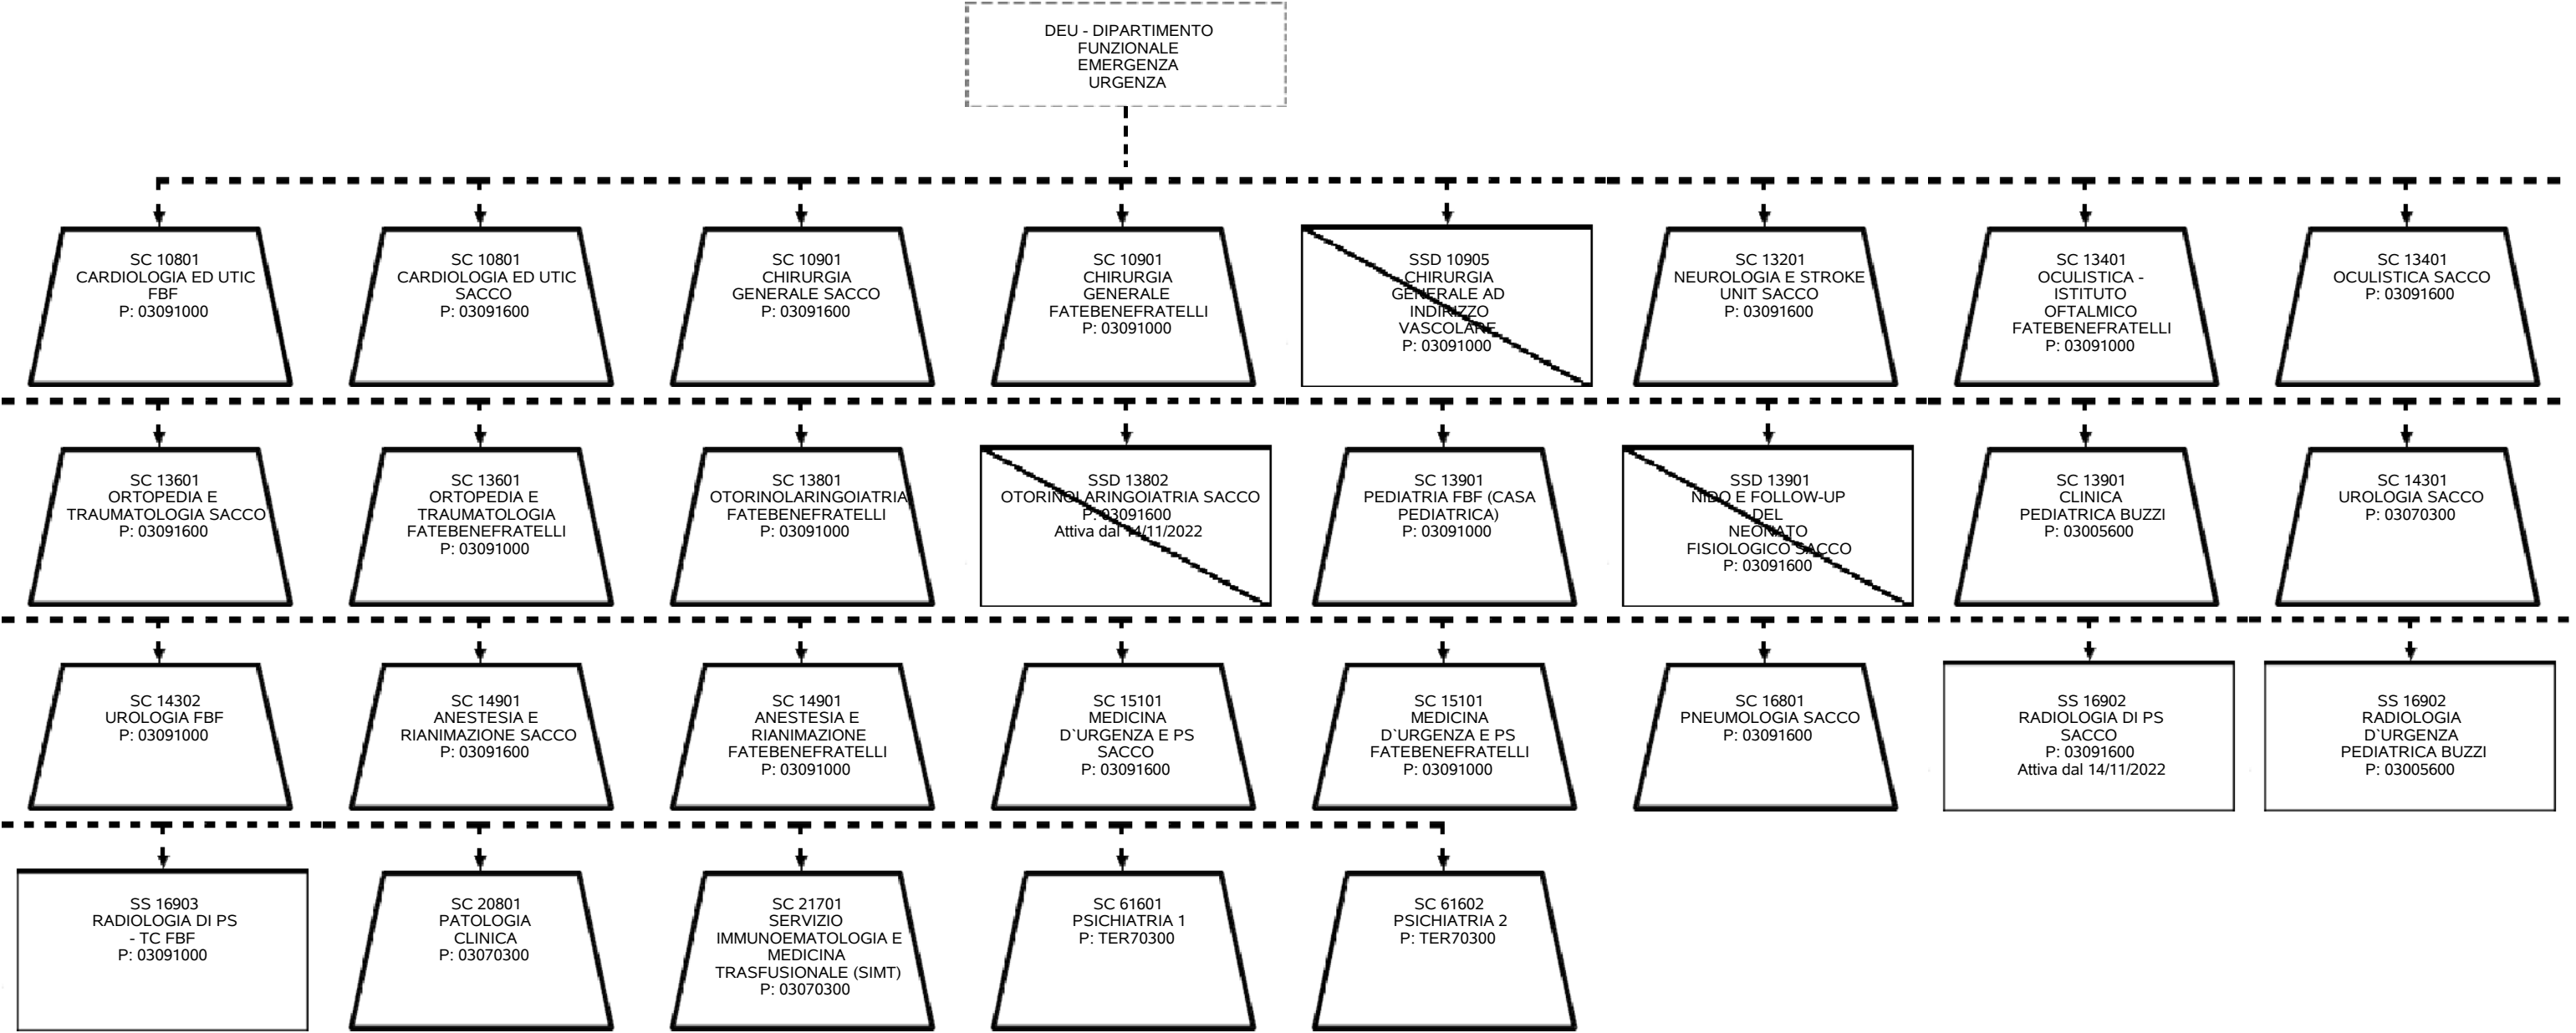 DEU - DIPARTIMENTO
FUNZIONALE
EMERGENZA
URGENZA
SC 10801
CARDIOLOGIA ED UTIC
FBF
P: 03091000
SC 10801
CARDIOLOGIA ED UTIC
SACCO
P: 03091600
SC 10901
CHIRURGIA
GENERALE SACCO
P: 03091600
SC 10901
CHIRURGIA
GENERALE
FATEBENEFRATELLI
P: 03091000
SSD 10905
CHIRURGIA
GENERALE AD
INDIRIZZO
VASCOLARE
P: 03091000
SC 13201
NEUROLOGIA E STROKE
UNIT SACCO
P: 03091600
SC 13401
OCULISTICA -
ISTITUTO
OFTALMICO
FATEBENEFRATELLI
P: 03091000
SC 13401
OCULISTICA SACCO
P: 03091600
SC 13601
ORTOPEDIA E
TRAUMATOLOGIA SACCO
P: 03091600
SC 13601
ORTOPEDIA E
TRAUMATOLOGIA
FATEBENEFRATELLI
P: 03091000
SC 13801
OTORINOLARINGOIATRIA
FATEBENEFRATELLI
P: 03091000
SSD 13802
OTORINOLARINGOIATRIA SACCO
P: 03091600
Attiva dal 14/11/2022
SC 13901
PEDIATRIA FBF (CASA
PEDIATRICA)
P: 03091000
SSD 13901
NIDO E FOLLOW-UP
DEL
NEONATO
FISIOLOGICO SACCO
P: 03091600
SC 13901
CLINICA
PEDIATRICA BUZZI
P: 03005600
SC 14301
UROLOGIA SACCO
P: 03070300
SC 14302
UROLOGIA FBF
P: 03091000
SC 14901
ANESTESIA E
RIANIMAZIONE SACCO
P: 03091600
SC 14901
ANESTESIA E
RIANIMAZIONE
FATEBENEFRATELLI
P: 03091000
SC 15101
MEDICINA
D`URGENZA E PS
SACCO
P: 03091600
SC 15101
MEDICINA
D`URGENZA E PS
FATEBENEFRATELLI
P: 03091000
SC 16801
PNEUMOLOGIA SACCO
P: 03091600
SS 16902
RADIOLOGIA DI PS
SACCO
P: 03091600
Attiva dal 14/11/2022
SS 16902
RADIOLOGIA
D`URGENZA
PEDIATRICA BUZZI
P: 03005600
SS 16903
RADIOLOGIA DI PS
- TC FBF
P: 03091000
SC 20801
PATOLOGIA
CLINICA
P: 03070300
SC 21701
SERVIZIO
IMMUNOEMATOLOGIA E
MEDICINA
TRASFUSIONALE (SIMT)
P: 03070300
SC 61601
PSICHIATRIA 1
P: TER70300
SC 61602
PSICHIATRIA 2
P: TER70300